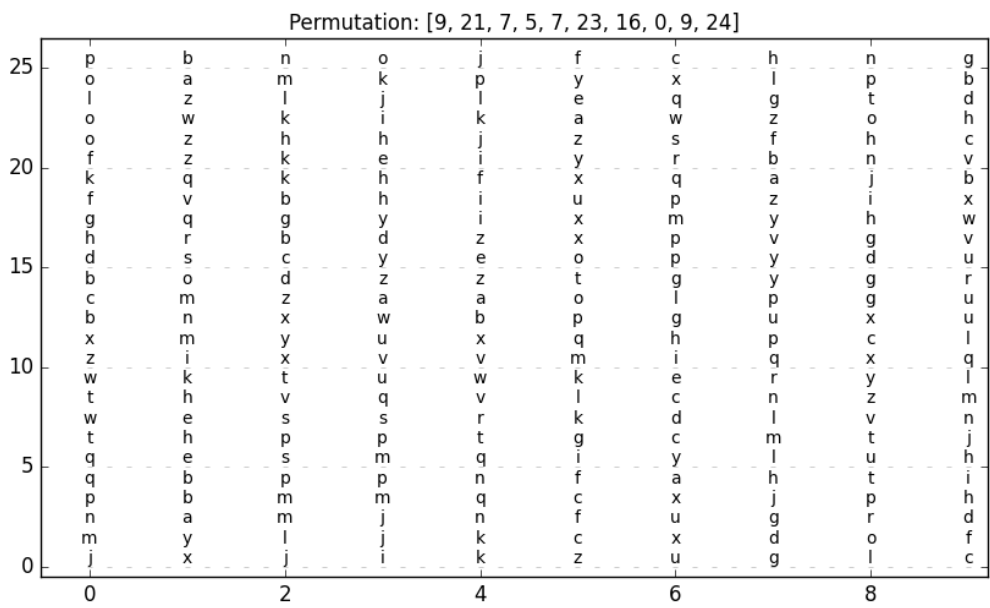 Permutation: [9, 21, 7, 5, 7, 23, 16, 0, 9, 24]
p b n o j f c h n g
25
o a m k p y x l p b
l z l j l e q g t d
o w k i k a w z o h
o z h h j z s f h c
20
f z k e i y r b n v
k q k h f x q a j b
f v b h i u p z i x
g q g y i x m y h w
h r b d z x p v g v
15
d s c y e o p y d u
b o d z z t g y g r
c m z a a o l p g u
b n x w b p g u x u
x m y u x q h p c l
10
z i x v v m i q x q
w k t u w k e r y l
t h v q v l c n z m
w e s s r k d l v n
t h p p t g c m t j
5
q e s m q i y l u h
q b p p n f a h t i
p b m m q c x j p h
n a m j n f u g r d
m y l j k c x d o f
0
j x j i k z u g l c
0 2 4 6 8